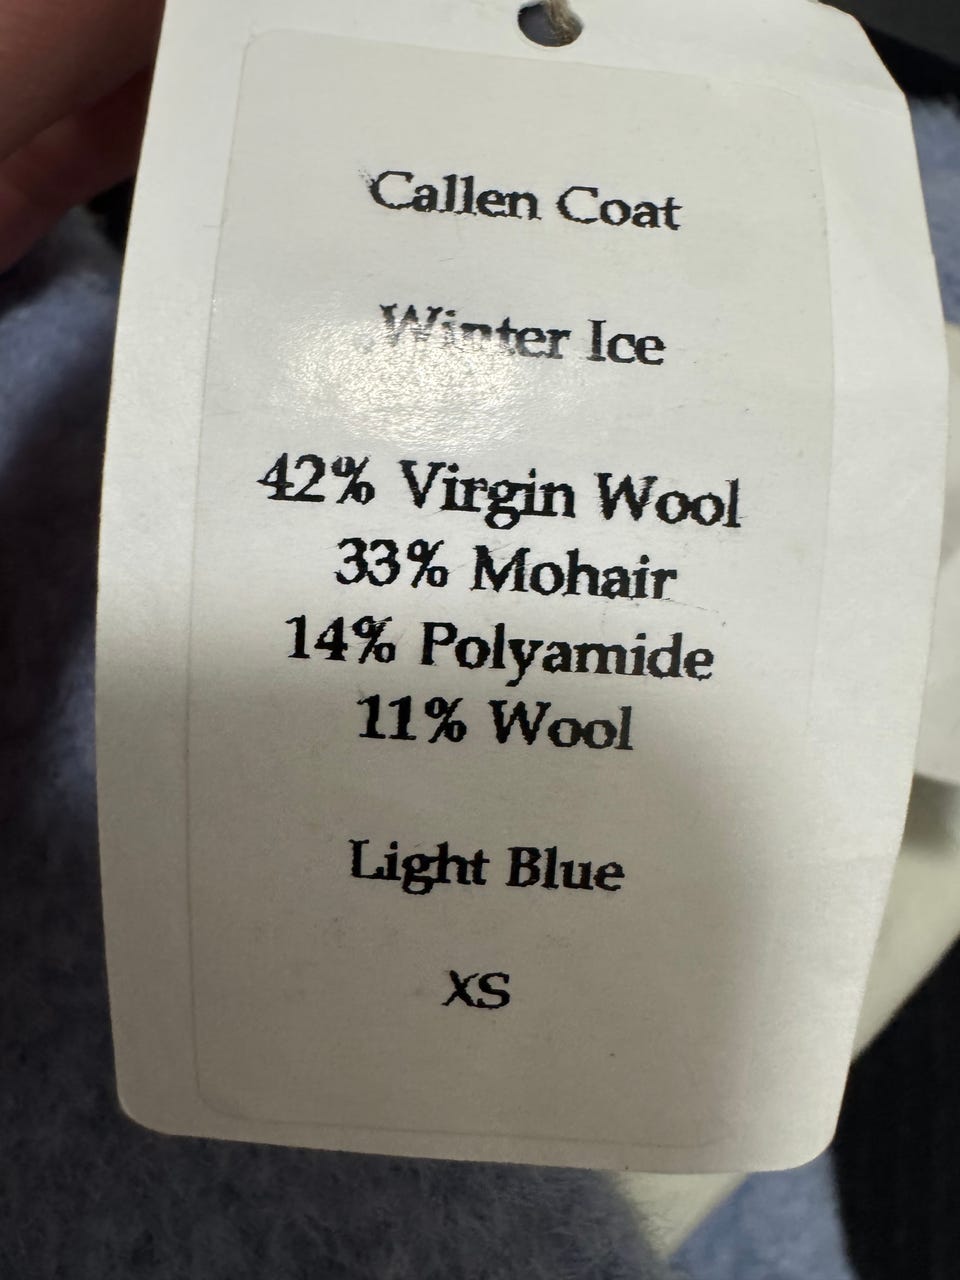 Callen Coat
Winter Ice
42% Virgin Wool
33% Mohair
14% Polyamide
11% Wool
Light Blue
XS